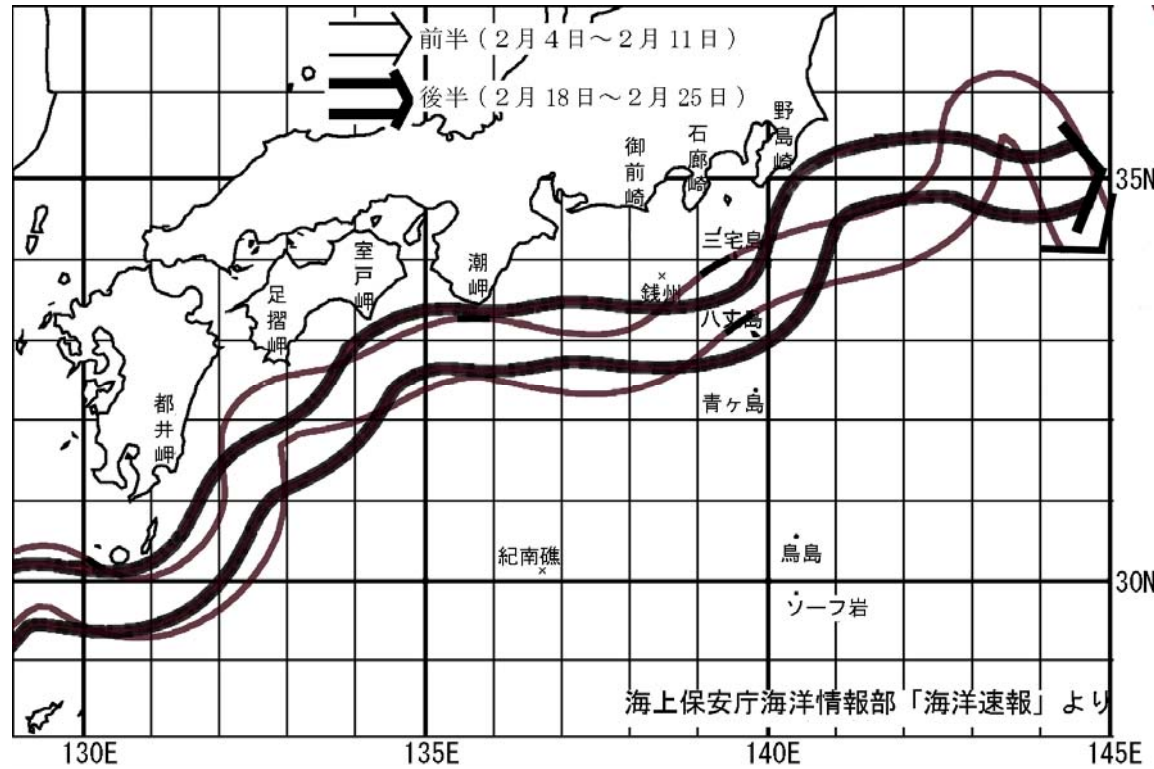 前半(2月4日～2月11日)
後半(2月18日～2月25日)
野島崎
石廊崎
御前崎
35N
三宅島
潮岬
室戸岬
足摺岬
銭州
八丈島
青ヶ島
都井岬
紀南礁
鳥島
30N
ソーフ岩
海上保安庁海洋情報部「海洋速報」より
130E
135E
140E
145E